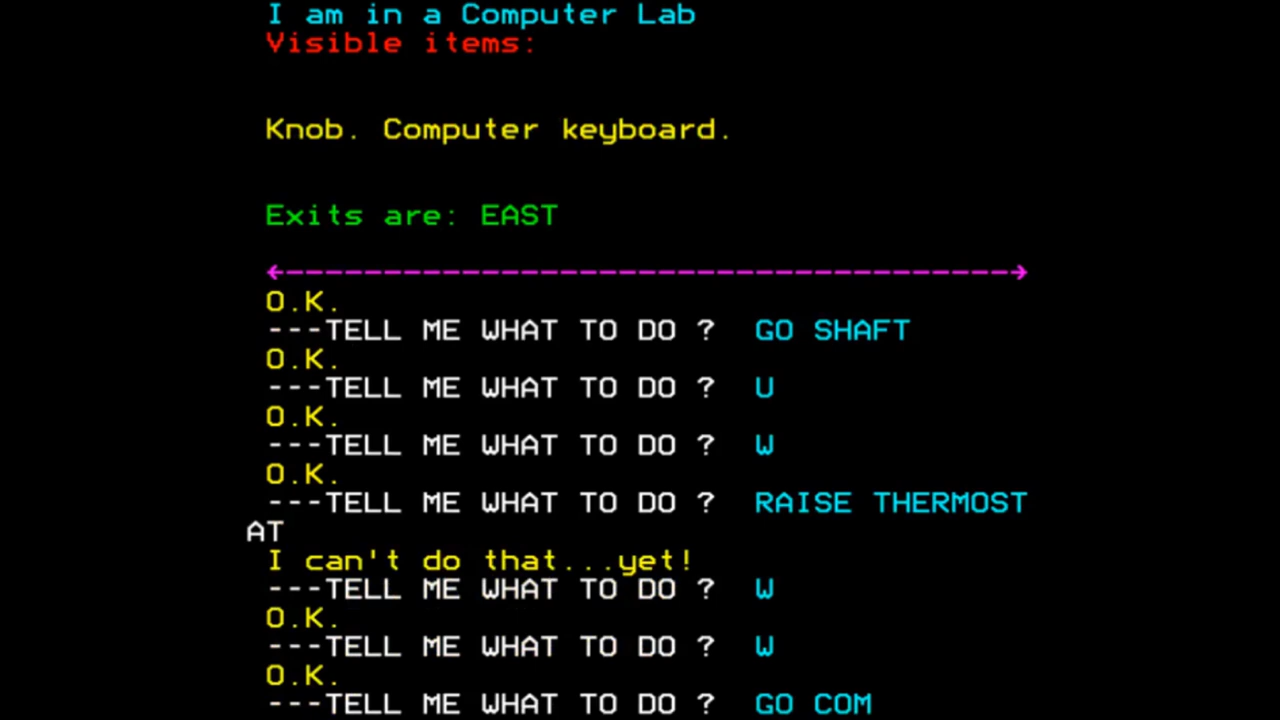 I am in a Computer Lab
Visible items:
Knob. Computer keyboard.
Exits are: EAST
←--------------------------------------→
O.K.
---TELL ME WHAT TO DO ?  GO SHAFT
O.K.
---TELL ME WHAT TO DO ?  U
O.K.
---TELL ME WHAT TO DO ?  W
O.K.
---TELL ME WHAT TO DO ?  RAISE THERMOST
AT
I can't do that...yet!
---TELL ME WHAT TO DO ?  W
O.K.
---TELL ME WHAT TO DO ?  W
O.K.
---TELL ME WHAT TO DO ?  GO COM